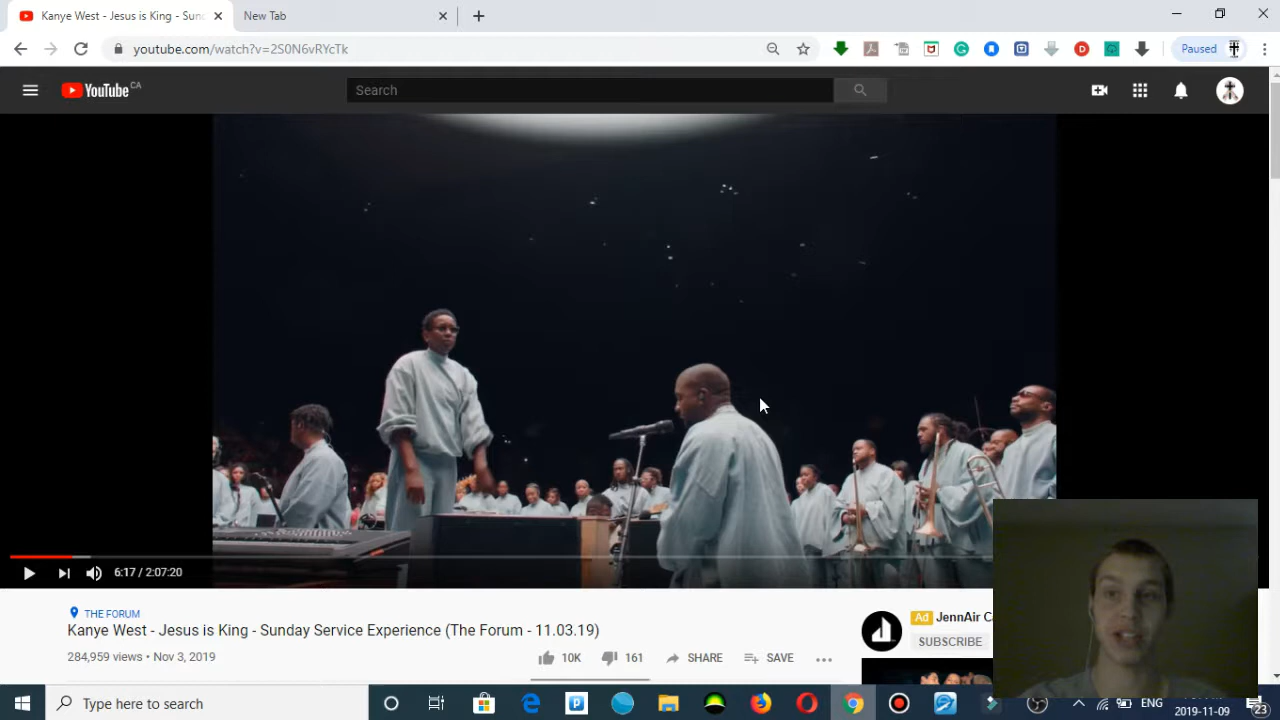 Kanye West - Jesus is King - Sund
New Tab
youtube.com/watch?v=2S0N6vRYcTk
Paused
YouTube CA
Search
6:17 / 2:07:20
THE FORUM
Kanye West - Jesus is King - Sunday Service Experience (The Forum - 11.03.19)
284,959 views • Nov 3, 2019
10K
161
SHARE
SAVE
Ad
JennAir C
SUBSCRIBE
Type here to search
ENG
2019-11-09
23